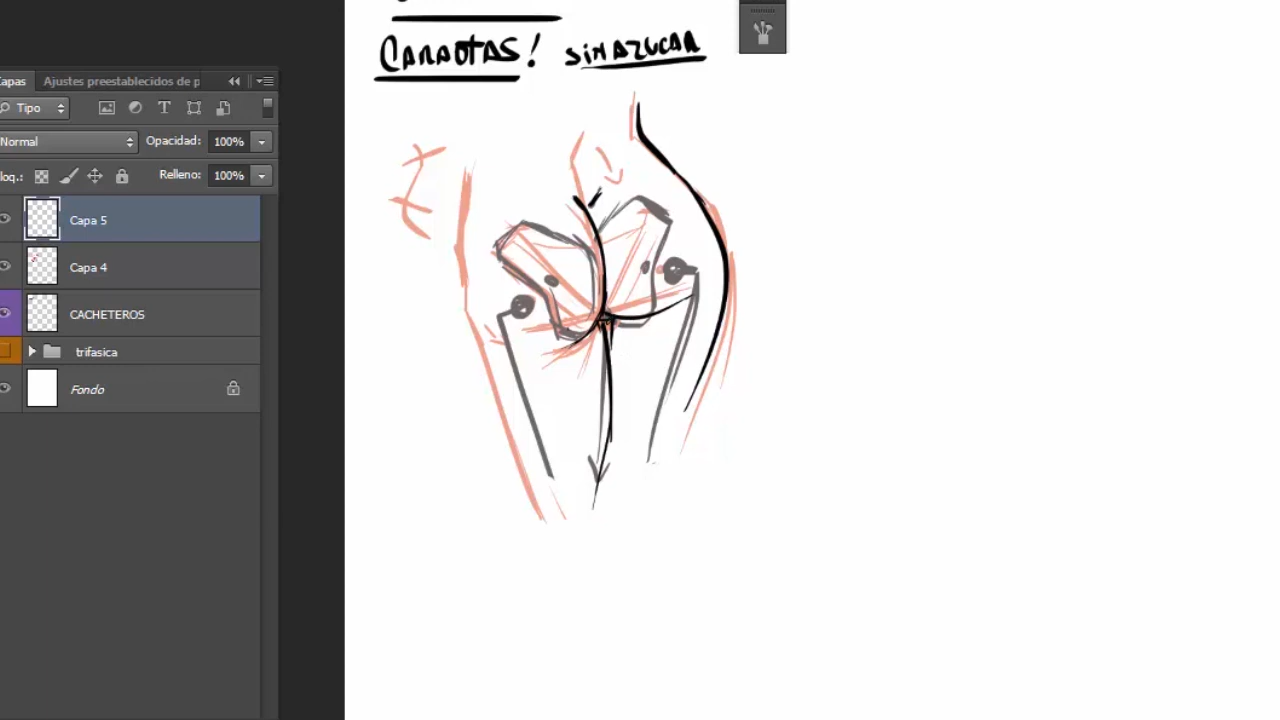 CARAOTAS! SIN AZUCAR
Capas Ajustes preestablecidos de p
Tipo
Normal Opacidad: 100%
Bloq.: Relleno: 100%
Capa 5
Capa 4
CACHETEROS
trifasica
Fondo